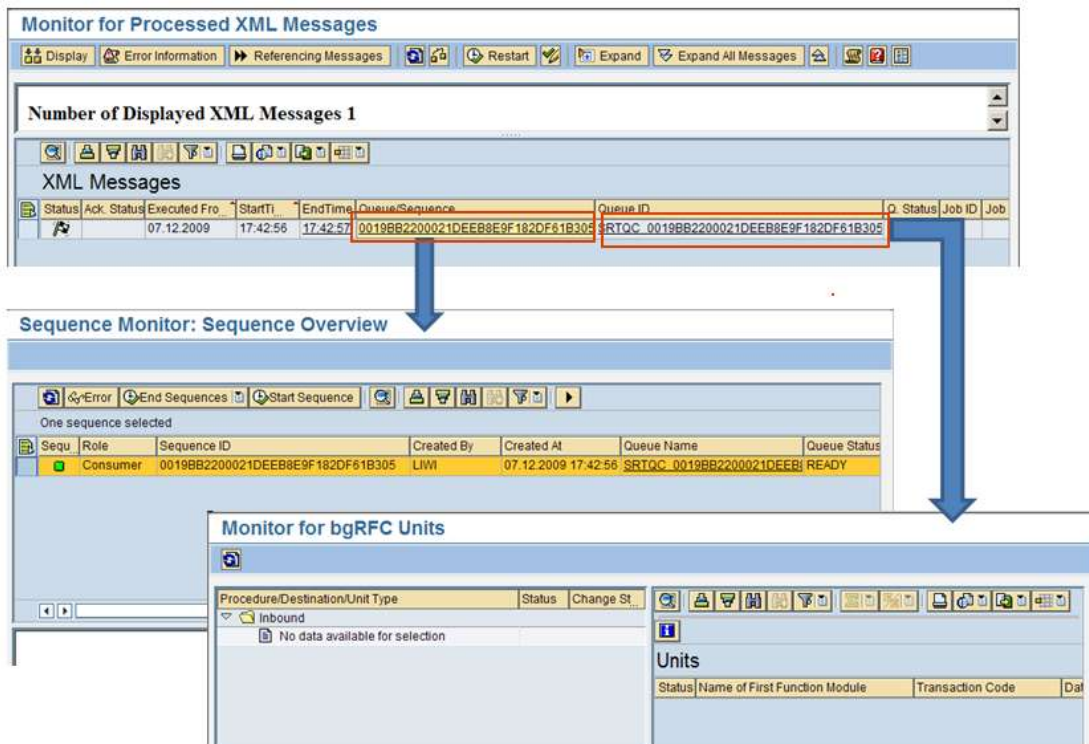 Monitor for Processed XML Messages
Display Error Information Referencing Messages Restart Expand Expand All Messages
Number of Displayed XML Messages 1
XML Messages
Status Ack. Status Executed Fro... StartTi... EndTime Queue/Sequence Queue ID Q. Status Job ID Job
07.12.2009 17:42:56 17:42:57 0019BB2200021DEEB8E9F182DF61B305 SRTQC_0019BB2200021DEEB8E9F182DF61B305
Sequence Monitor: Sequence Overview
Error End Sequences Start Sequence
One sequence selected
Sequ... Role Sequence ID Created By Created At Queue Name Queue Status
Consumer 0019BB2200021DEEB8E9F182DF61B305 LIWI 07.12.2009 17:42:56 SRTQC_0019BB2200021DEEB8 READY
Monitor for bgRFC Units
Procedure/Destination/Unit Type Status Change St...
Inbound
No data available for selection
Units
Status Name of First Function Module Transaction Code Dat